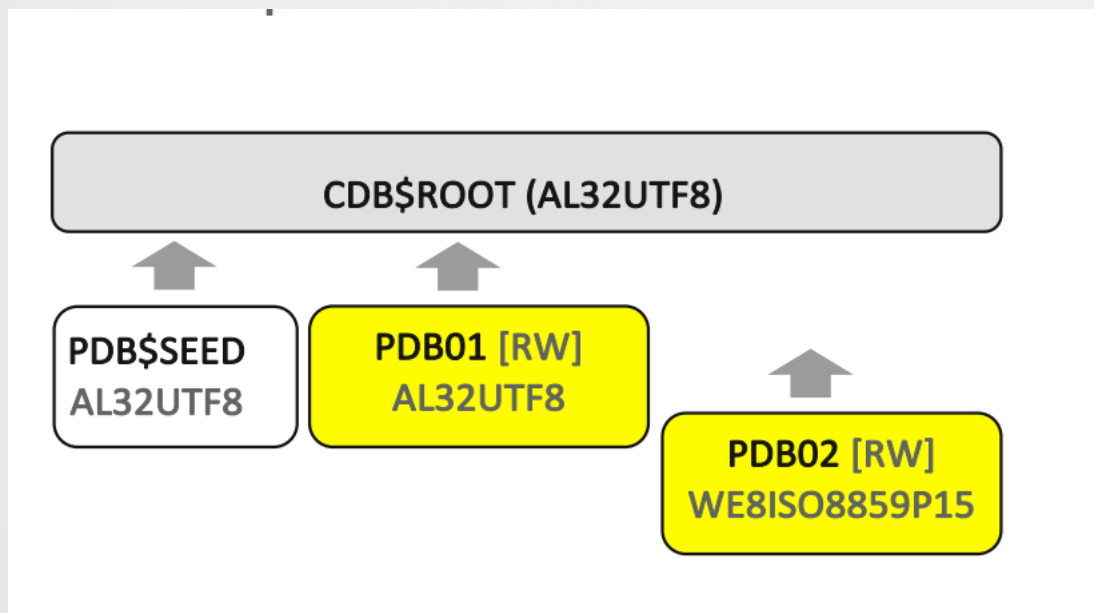 CDB$ROOT (AL32UTF8)
PDB$SEED
AL32UTF8
PDB01 [RW]
AL32UTF8
PDB02 [RW]
WE8ISO8859P15